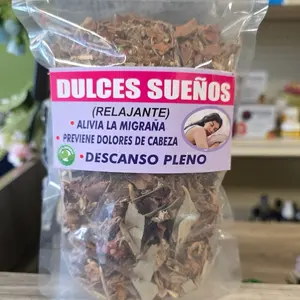 DULCES SUEÑOS
(RELAJANTE)
• ALIVIA LA MIGRAÑA
• PREVIENE DOLORES DE CABEZA
• DESCANSO PLENO